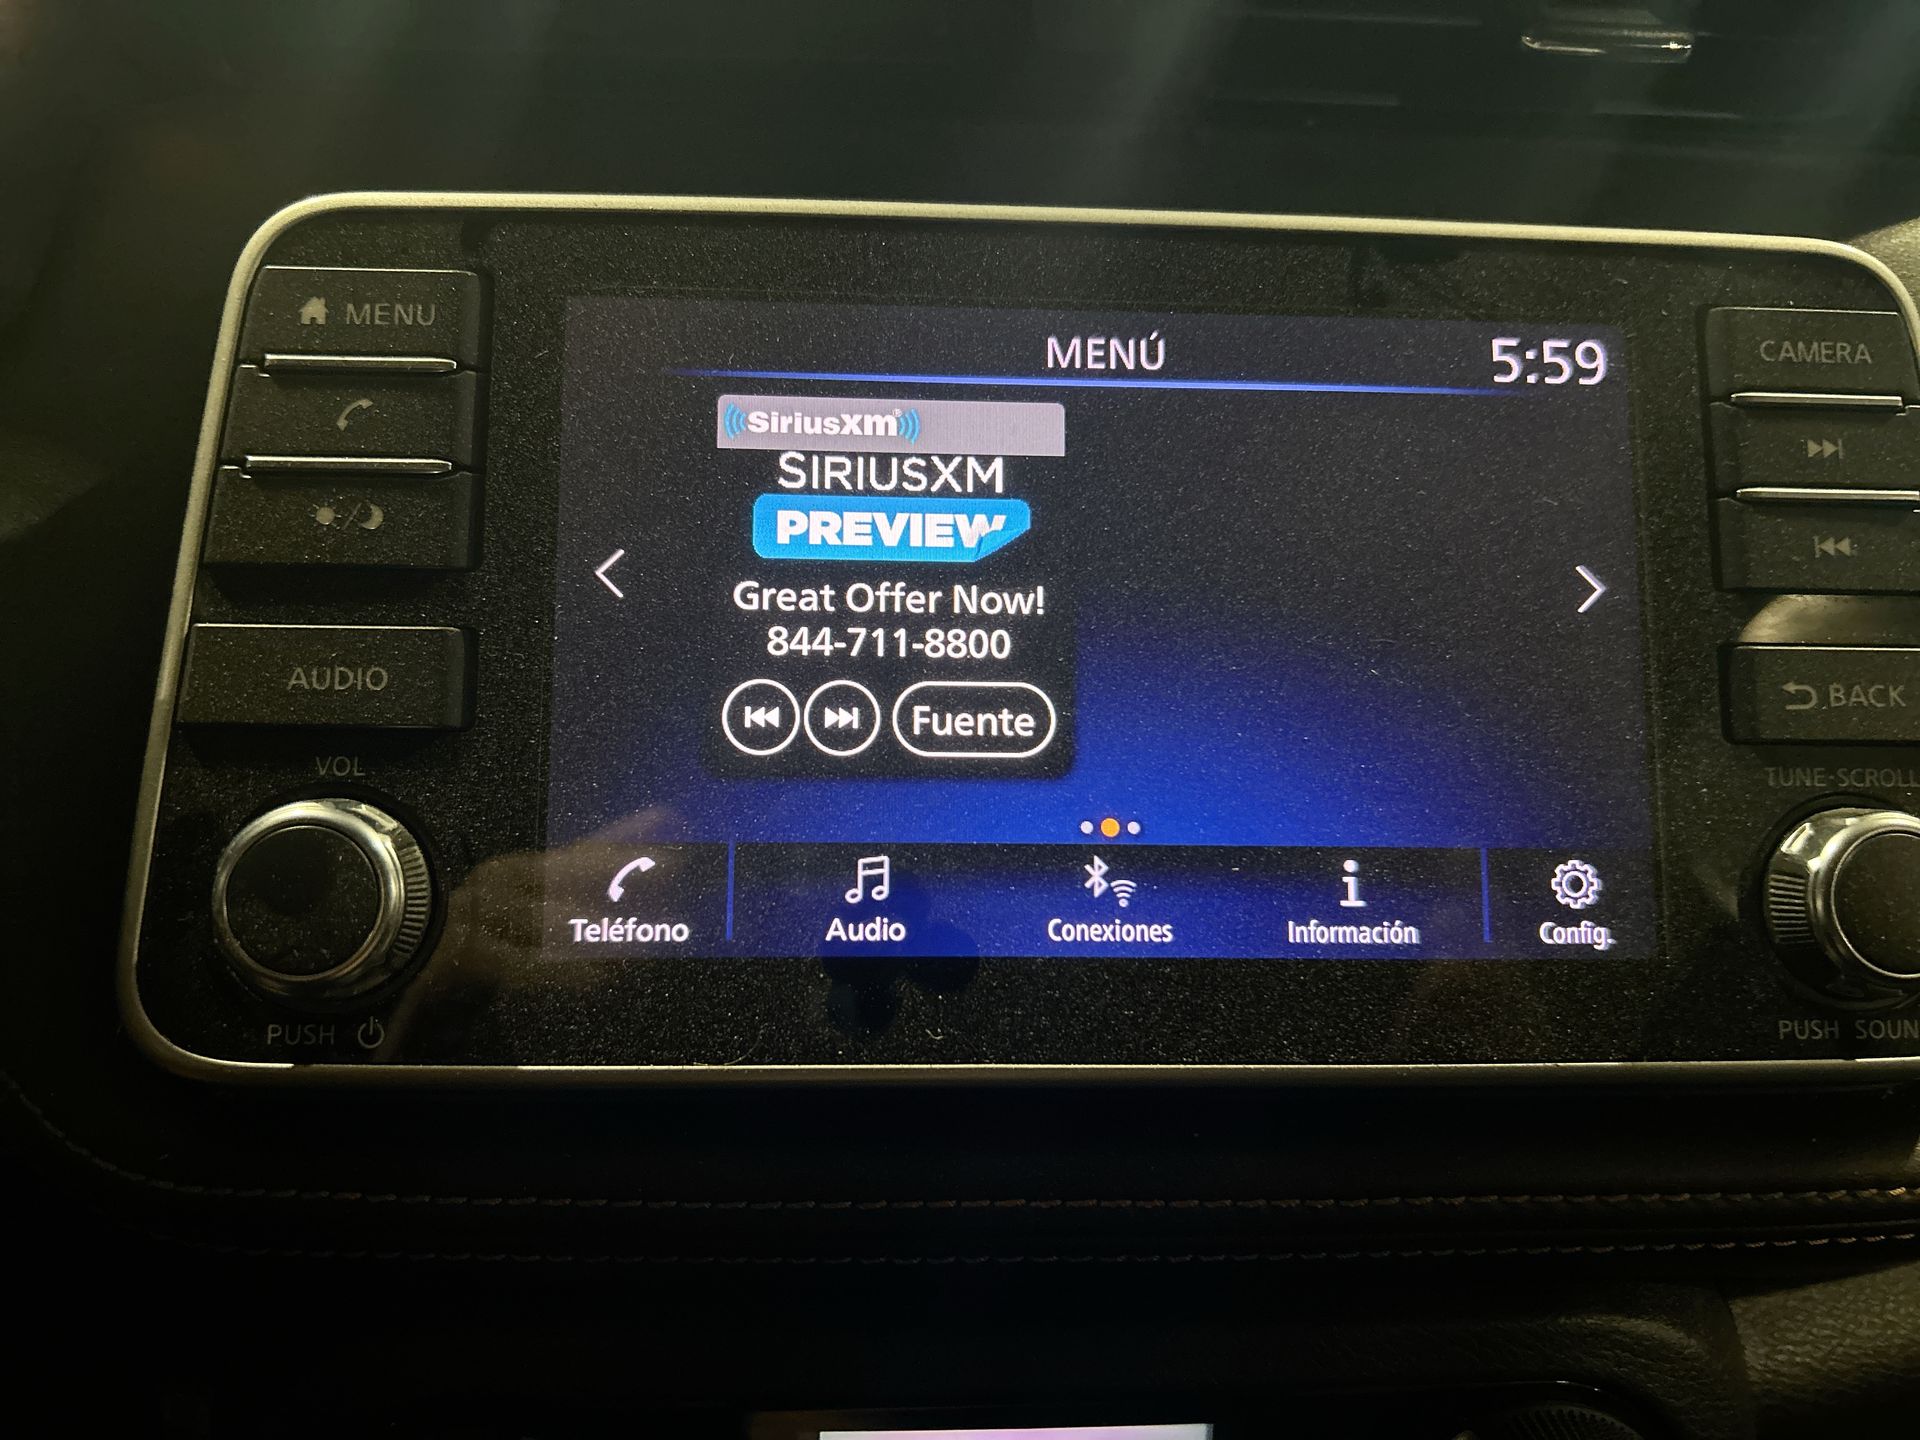 MENU
AUDIO
VOL
PUSH
MENÚ
5:59
SiriusXM
SIRIUSXM
PREVIEW
Great Offer Now!
844-711-8800
Fuente
Teléfono
Audio
Conexiones
Información
Config.
CAMERA
BACK
TUNE·SCROLL
PUSH SOUN